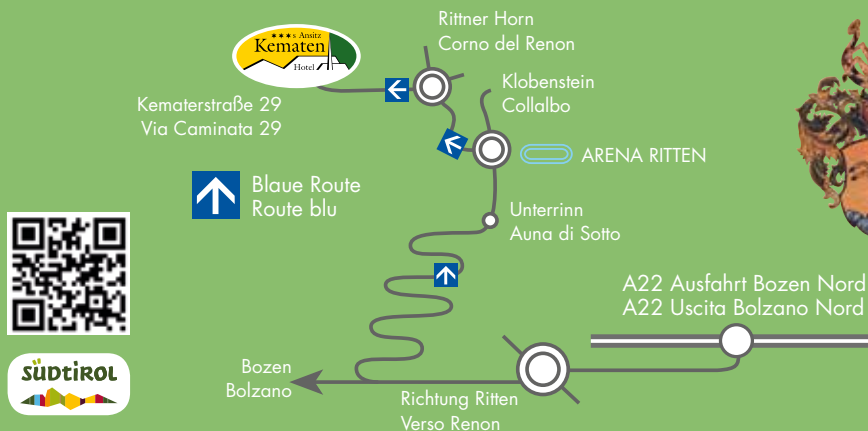 Rittner Horn
Corno del Renon
★★★s Ansitz
Kematen
Hotel
Klobenstein
Collalbo
Kematerstraße 29
Via Caminata 29
ARENA RITTEN
Blaue Route
Route blu
Unterrinn
Auna di Sotto
A22 Ausfahrt Bozen Nord
A22 Uscita Bolzano Nord
SÜDTIROL
Bozen
Bolzano
Richtung Ritten
Verso Renon